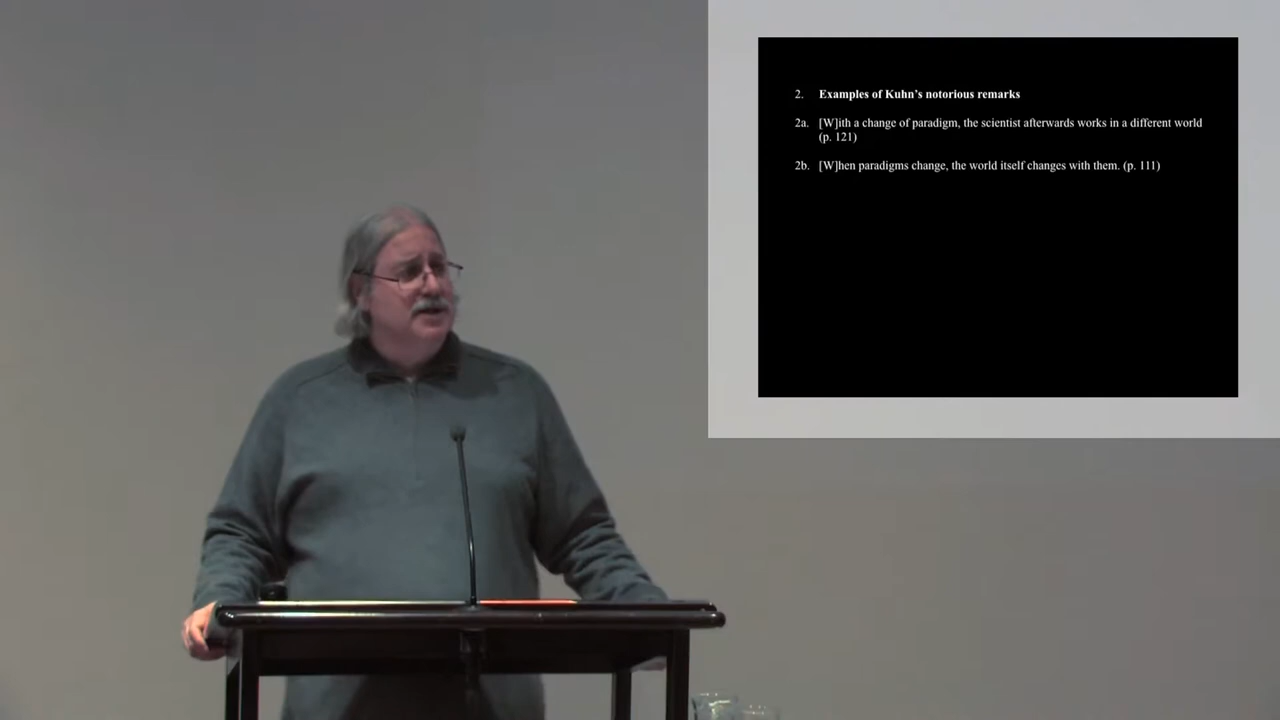 2. Examples of Kuhn's notorious remarks
2a. [W]ith a change of paradigm, the scientist afterwards works in a different world
(p. 121)
2b. [W]hen paradigms change, the world itself changes with them. (p. 111)